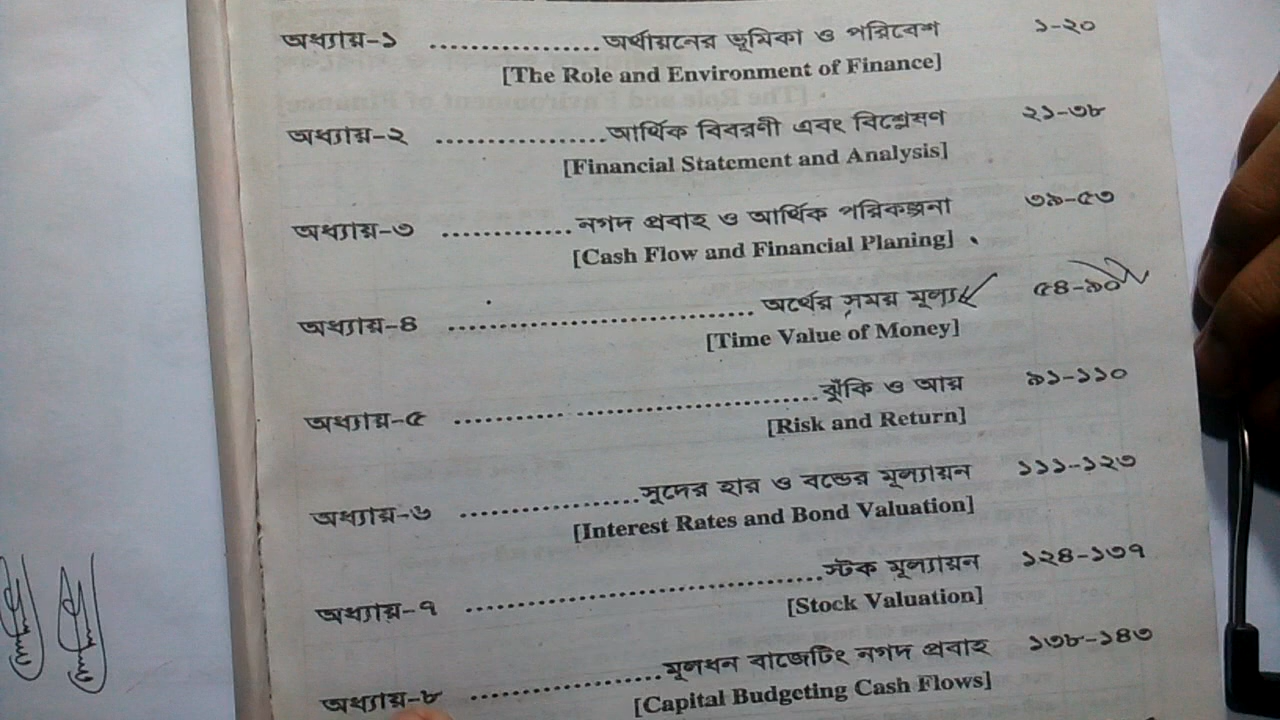 অধ্যায়-১ ..................অর্থায়নের ভূমিকা ও পরিবেশ ১-২০
[The Role and Environment of Finance]
অধ্যায়-২ ..................আর্থিক বিবরণী এবং বিশ্লেষন ২১-৩৮
[Financial Statement and Analysis]
অধ্যায়-৩ ..............নগদ প্রবাহ ও আর্থিক পরিকল্পনা ৩৯-৫৩
[Cash Flow and Financial Planing]
অধ্যায়-৪ ................................ অর্থের সময় মূল্য ৫৪-৯০
[Time Value of Money]
অধ্যায়-৫ ......................................ঝুঁকি ও আয় ৯১-১১০
[Risk and Return]
অধ্যায়-৬ ...................সুদের হার ও বন্ডের মূল্যায়ন ১১১-১২৩
[Interest Rates and Bond Valuation]
অধ্যায়-৭ ......................................স্টক মূল্যায়ন ১২৪-১৩৭
[Stock Valuation]
অধ্যায়-৮ ....................মূলধন বাজেটিং নগদ প্রবাহ ১৩৮-১৪৩
[Capital Budgeting Cash Flows]